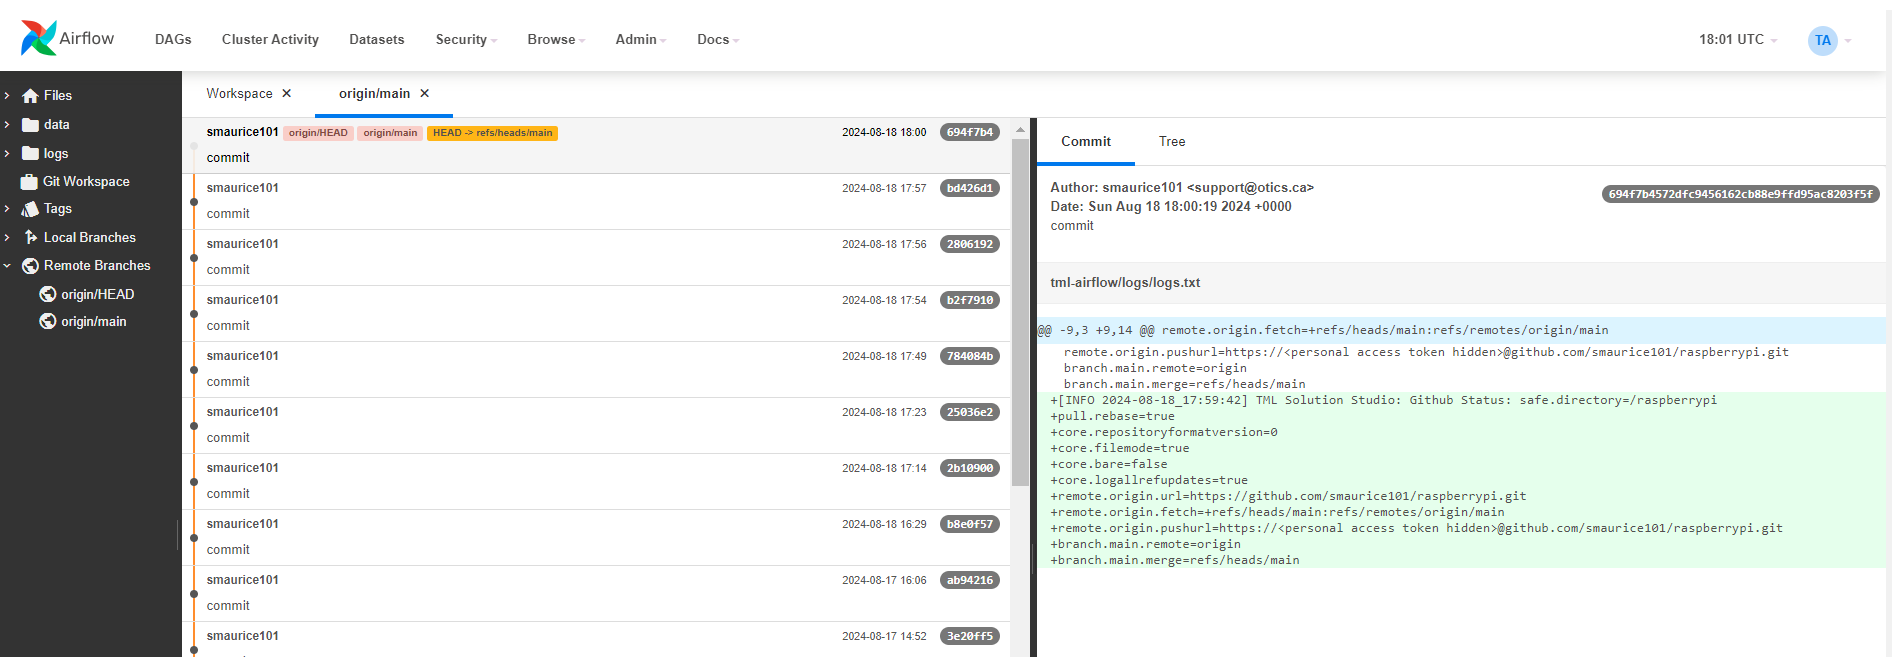 Airflow DAGs Cluster Activity Datasets Security Browse Admin Docs 18:01 UTC TA
Files
data
logs
Git Workspace
Tags
Local Branches
Remote Branches
origin/HEAD
origin/main
Workspace × origin/main ×
smaurice101 origin/HEAD origin/main HEAD -> refs/heads/main 2024-08-18 18:00 694f7b4
commit
smaurice101 2024-08-18 17:57 bd426d1
commit
smaurice101 2024-08-18 17:56 2806192
commit
smaurice101 2024-08-18 17:54 b2f7910
commit
smaurice101 2024-08-18 17:49 784084b
commit
smaurice101 2024-08-18 17:23 25036e2
commit
smaurice101 2024-08-18 17:14 2b10900
commit
smaurice101 2024-08-18 16:29 b8e0f57
commit
smaurice101 2024-08-17 16:06 ab94216
commit
smaurice101 2024-08-17 14:52 3e20ff5
Commit Tree
Author: smaurice101 <support@otics.ca> 694f7b4572dfc9456162cb88e9ffd95ac8203f5f
Date: Sun Aug 18 18:00:19 2024 +0000
commit
tml-airflow/logs/logs.txt
@@ -9,3 +9,14 @@ remote.origin.fetch=+refs/heads/main:refs/remotes/origin/main
remote.origin.pushurl=https://<personal access token hidden>@github.com/smaurice101/raspberrypi.git
branch.main.remote=origin
branch.main.merge=refs/heads/main
+[INFO 2024-08-18_17:59:42] TML Solution Studio: Github Status: safe.directory=/raspberrypi
+pull.rebase=true
+core.repositoryformatversion=0
+core.filemode=true
+core.bare=false
+core.logallrefupdates=true
+remote.origin.url=https://github.com/smaurice101/raspberrypi.git
+remote.origin.fetch=+refs/heads/main:refs/remotes/origin/main
+remote.origin.pushurl=https://<personal access token hidden>@github.com/smaurice101/raspberrypi.git
+branch.main.remote=origin
+branch.main.merge=refs/heads/main